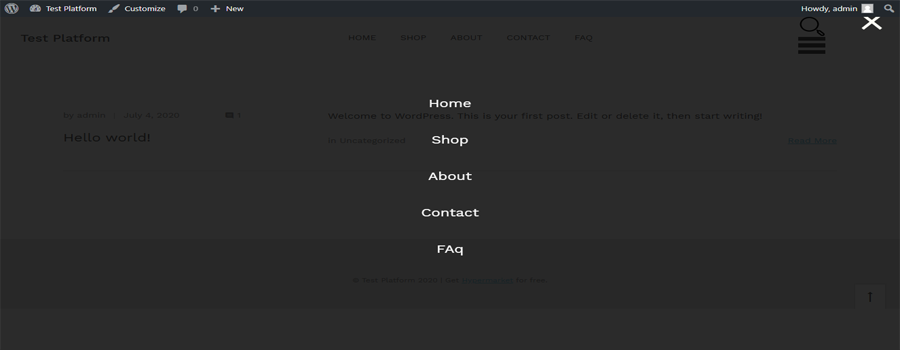 Test Platform Customize 0 New Howdy, admin
Test Platform HOME SHOP ABOUT CONTACT FAQ
Home
by admin July 4, 2020 1
Welcome to WordPress. This is your first post. Edit or delete it, then start writing!
Hello world!
Shop
in Uncategorized
Read More
About
Contact
FAq
© Test Platform 2020 | Get for free.